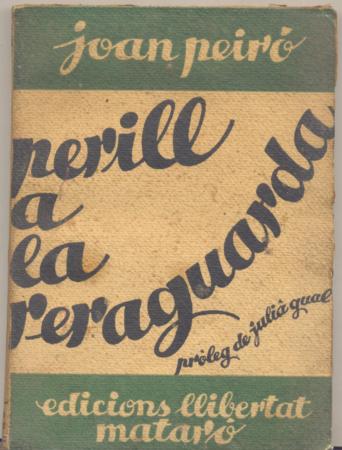 joan peiró
perill
a
la
reraguarda
pròleg de julià gual
edicions llibertat
mataró